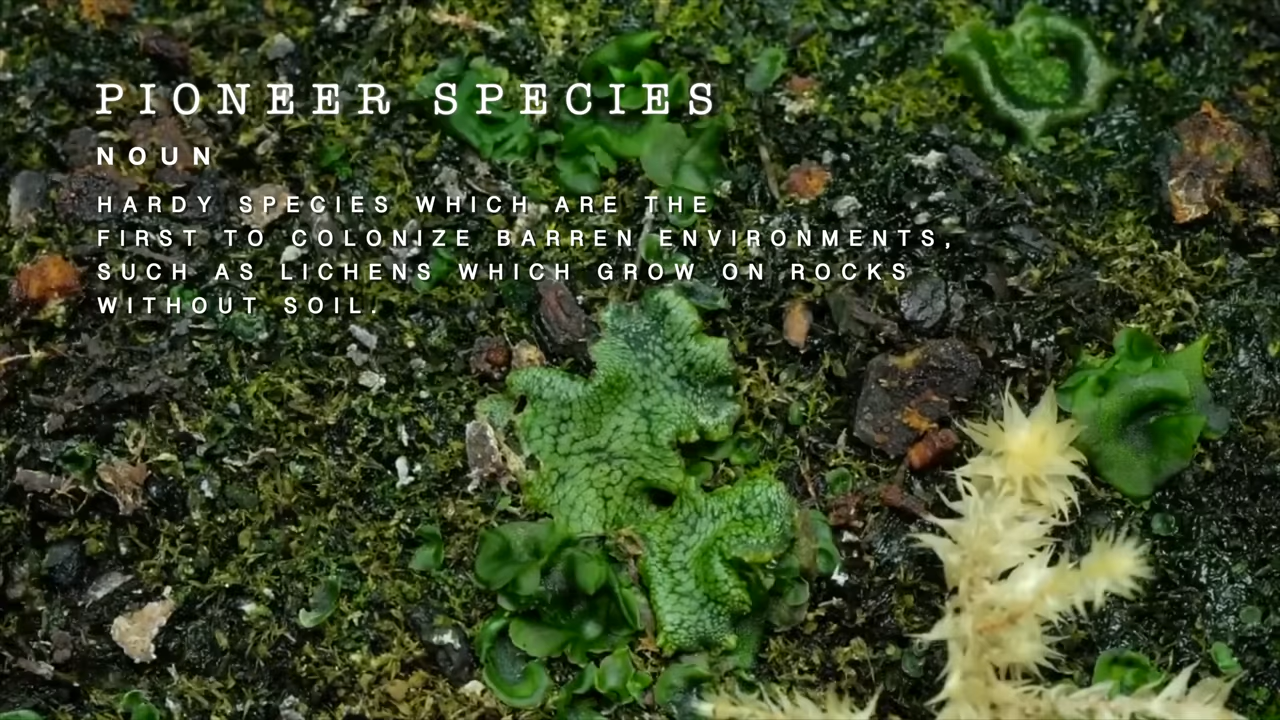 PIONEER SPECIES
NOUN
HARDY SPECIES WHICH ARE THE
FIRST TO COLONIZE BARREN ENVIRONMENTS,
SUCH AS LICHENS WHICH GROW ON ROCKS
WITHOUT SOIL.